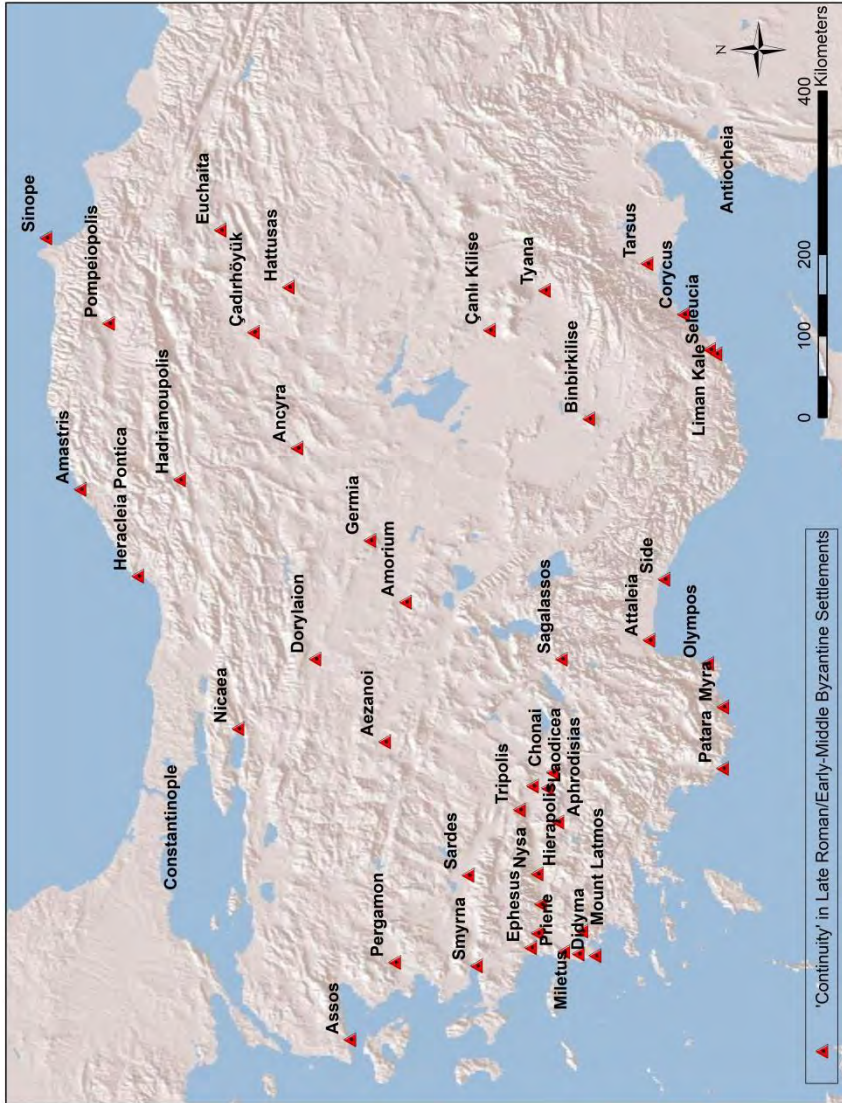 Sinope
Amastris
Pompeiopolis
Heracleia Pontica
Hadrianoupolis
Constantinople
Euchaita
Çadırhöyük
Nicaea
Hattusas
Ancyra
Dorylaion
Germia
Assos
Aezanoi
Amorium
Pergamon
Sardes
Smyrna
Çanlı Kilise
Tyana
Tripolis
Chonai
Ephesus
Nysa
Laodicea
Priene
Hierapolis
Aphrodisias
Sagalassos
Binbirkilise
Miletus
Didyma
Mount Latmos
Attaleia
Side
Tarsus
Corycus
Olympos
Seleucia
Patara
Myra
Liman Kale
Antiocheia
N
0 100 200 400
Kilometers
'Continuity' in Late Roman/Early-Middle Byzantine Settlements